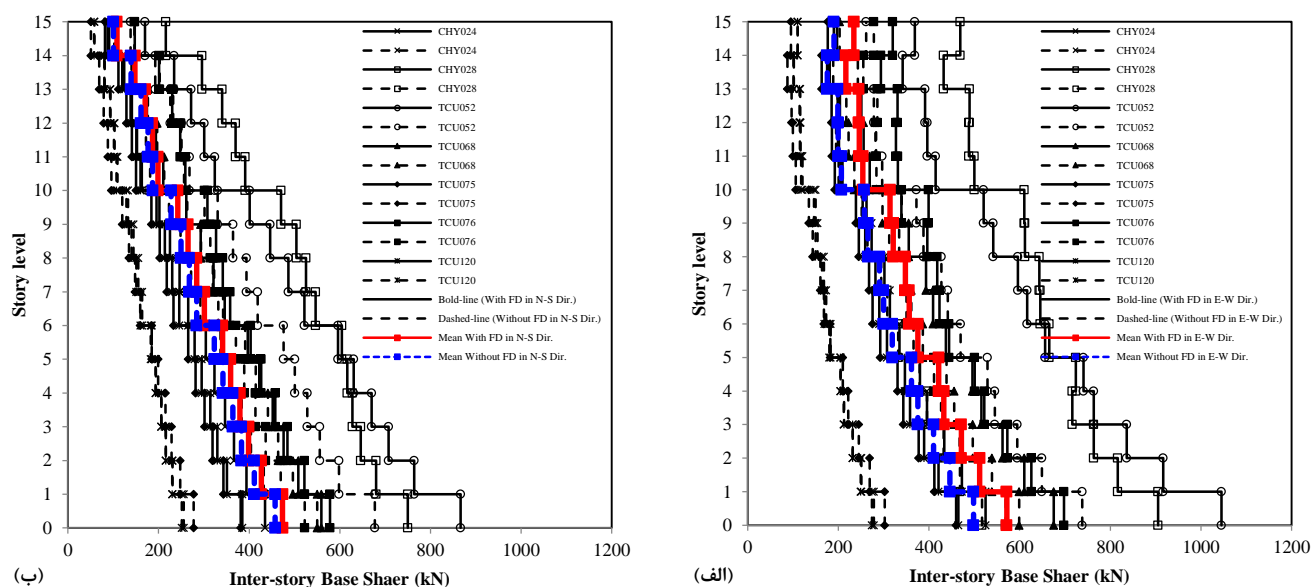 15
14
13
12
11
10
9
8
7
6
5
4
3
2
1
0
Story level
0 200 400 600 800 1000 1200
Inter-story Base Shaer (kN)
(ب)
CHY024
CHY024
CHY028
CHY028
TCU052
TCU052
TCU068
TCU068
TCU075
TCU075
TCU076
TCU076
TCU120
TCU120
Bold-line (With FD in N-S Dir.)
Dashed-line (Without FD in N-S Dir.)
Mean With FD in N-S Dir.
Mean Without FD in N-S Dir.
15
14
13
12
11
10
9
8
7
6
5
4
3
2
1
0
Story level
0 200 400 600 800 1000 1200
Inter-story Base Shaer (kN)
(الف)
CHY024
CHY024
CHY028
CHY028
TCU052
TCU052
TCU068
TCU068
TCU075
TCU075
TCU076
TCU076
TCU120
TCU120
Bold-line (With FD in E-W Dir.)
Dashed-line (Without FD in E-W Dir.)
Mean With FD in E-W Dir.
Mean Without FD in E-W Dir.